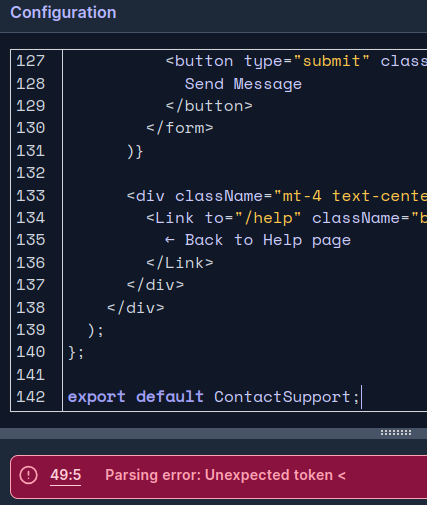 Configuration
127 <button type="submit" class
128 Send Message
129 </button>
130 </form>
131 )}
132
133 <div className="mt-4 text-cente
134 <Link to="/help" className="b
135 ← Back to Help page
136 </Link>
137 </div>
138 </div>
139 );
140 };
141
142 export default ContactSupport;
49:5 Parsing error: Unexpected token <